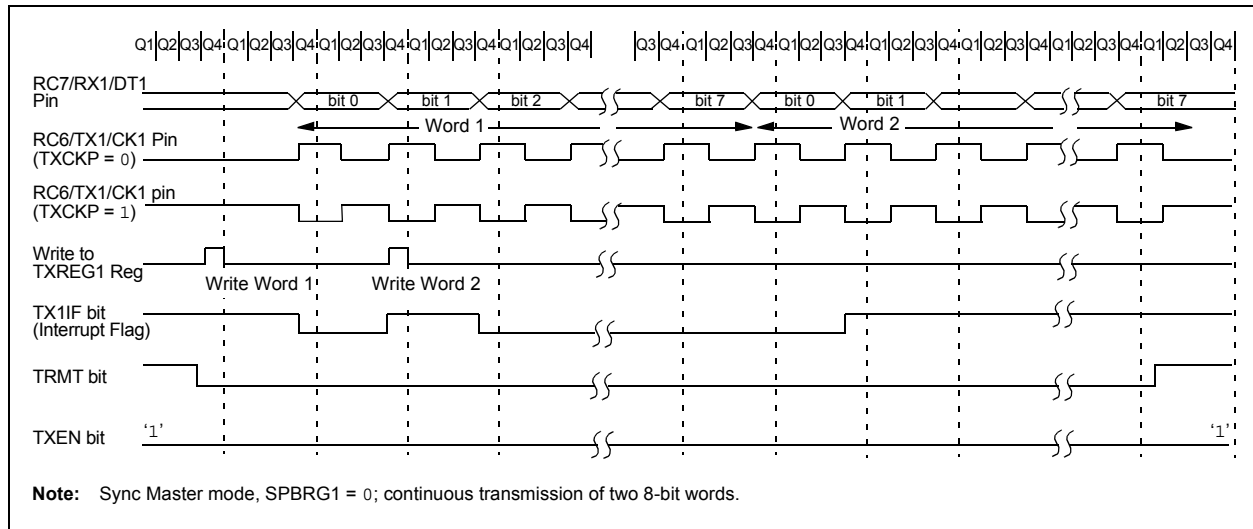 Q1 Q2 Q3 Q4 Q1 Q2 Q3 Q4 Q1 Q2 Q3 Q4 Q1 Q2 Q3 Q4 Q1 Q2 Q3 Q4 Q3 Q4 Q1 Q2 Q3 Q4 Q1 Q2 Q3 Q4 Q1 Q2 Q3 Q4 Q1 Q2 Q3 Q4 Q1 Q2 Q3 Q4 Q1 Q2 Q3 Q4
RC7/RX1/DT1
Pin
bit 0 bit 1 bit 2 bit 7 bit 0 bit 1 bit 7
Word 1 Word 2
RC6/TX1/CK1 Pin
(TXCKP = 0)
RC6/TX1/CK1 pin
(TXCKP = 1)
Write to
TXREG1 Reg
Write Word 1 Write Word 2
TX1IF bit
(Interrupt Flag)
TRMT bit
TXEN bit
‘1’ ‘1’
Note: Sync Master mode, SPBRG1 = 0; continuous transmission of two 8-bit words.